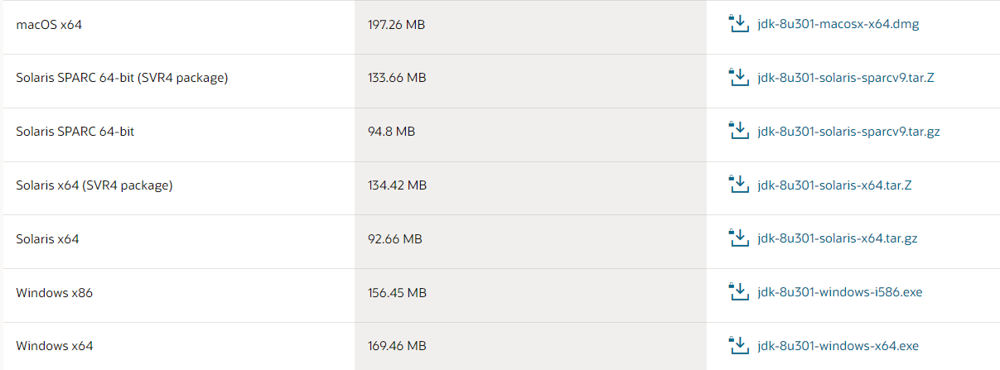 macOS x64 197.26 MB jdk-8u301-macosx-x64.dmg
Solaris SPARC 64-bit (SVR4 package) 133.66 MB jdk-8u301-solaris-sparcv9.tar.Z
Solaris SPARC 64-bit 94.8 MB jdk-8u301-solaris-sparcv9.tar.gz
Solaris x64 (SVR4 package) 134.42 MB jdk-8u301-solaris-x64.tar.Z
Solaris x64 92.66 MB jdk-8u301-solaris-x64.tar.gz
Windows x86 156.45 MB jdk-8u301-windows-i586.exe
Windows x64 169.46 MB jdk-8u301-windows-x64.exe